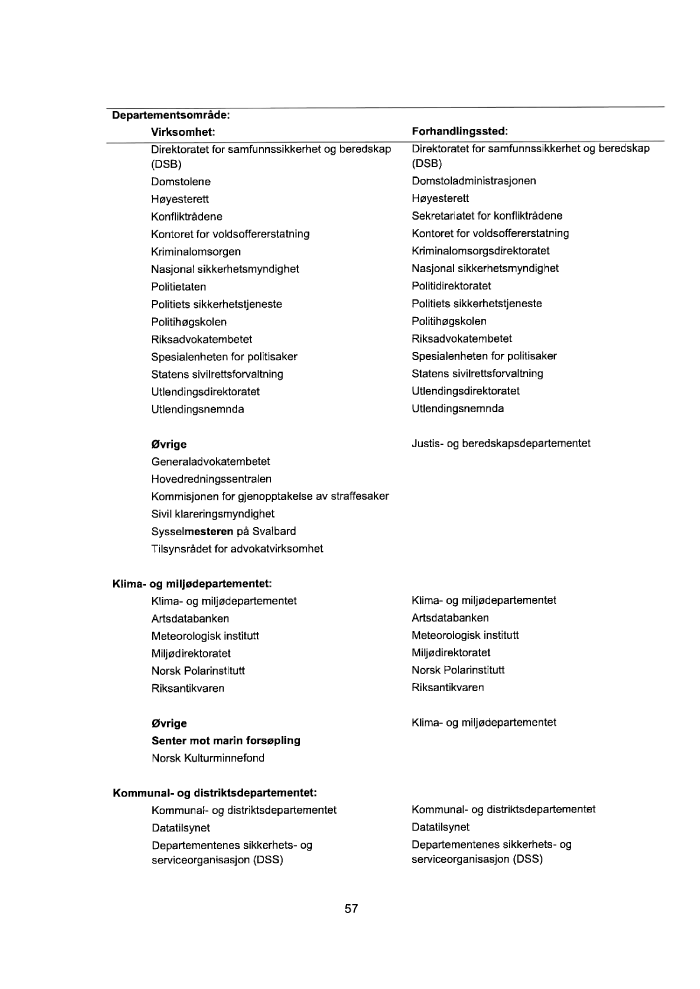 Departementsområde:
Virksomhet: Forhandlingssted:
Direktoratet for samfunnssikkerhet og beredskap Direktoratet for samfunnssikkerhet og beredskap
(DSB) (DSB)
Domstolene Domstoladministrasjonen
Høyesterett Høyesterett
Konfliktrådene Sekretariatet for konfliktrådene
Kontoret for voldsoffererstatning Kontoret for voldsoffererstatning
Kriminalomsorgen Kriminalomsorgsdirektoratet
Nasjonal sikkerhetsmyndighet Nasjonal sikkerhetsmyndighet
Politietaten Politidirektoratet
Politiets sikkerhetstjeneste Politiets sikkerhetstjeneste
Politihøgskolen Politihøgskolen
Riksadvokatembetet Riksadvokatembetet
Spesialenheten for politisaker Spesialenheten for politisaker
Statens sivilrettsforvaltning Statens sivilrettsforvaltning
Utlendingsdirektoratet Utlendingsdirektoratet
Utlendingsnemnda Utlendingsnemnda
Øvrige Justis- og beredskapsdepartementet
Generaladvokatembetet
Hovedredningssentralen
Kommisjonen for gjenopptakelse av straffesaker
Sivil klareringsmyndighet
Sysselmesteren på Svalbard
Tilsynsrådet for advokatvirksomhet
Klima- og miljødepartementet:
Klima- og miljødepartementet Klima- og miljødepartementet
Artsdatabanken Artsdatabanken
Meteorologisk institutt Meteorologisk institutt
Miljødirektoratet Miljødirektoratet
Norsk Polarinstitutt Norsk Polarinstitutt
Riksantikvaren Riksantikvaren
Øvrige Klima- og miljødepartementet
Senter mot marin forsøpling
Norsk Kulturminnefond
Kommunal- og distriktsdepartementet:
Kommunal- og distriktsdepartementet Kommunal- og distriktsdepartementet
Datatilsynet Datatilsynet
Departementenes sikkerhets- og Departementenes sikkerhets- og
serviceorganisasjon (DSS) serviceorganisasjon (DSS)
57